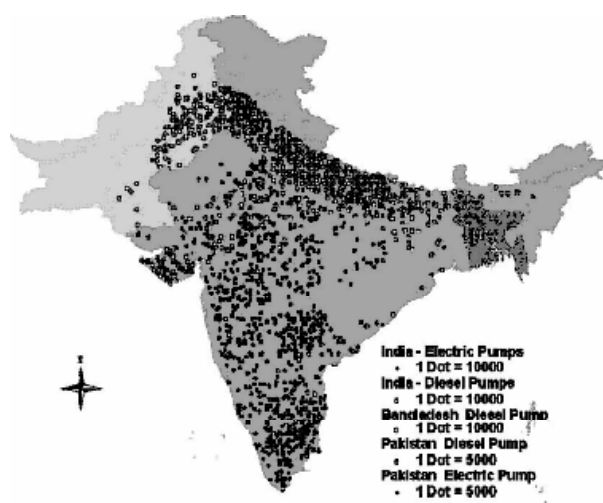 India - Electric Pumps
1 Dot = 10000
India - Diesel Pumps
1 Dot = 10000
Bangladesh Diesel Pump
1 Dot = 10000
Pakistan Diesel Pump
1 Dot = 5000
Pakistan Electric Pump
1 Dot = 5000